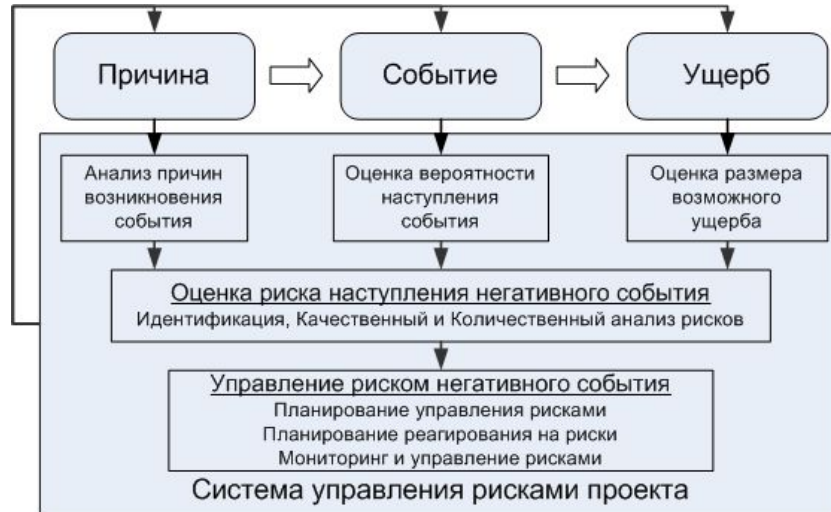 Причина
Событие
Ущерб
Анализ причин
возникновения
события
Оценка вероятности
наступления
события
Оценка размера
возможного
ущерба
Оценка риска наступления негативного события
Идентификация, Качественный и Количественный анализ рисков
Управление риском негативного события
Планирование управления рисками
Планирование реагирования на риски
Мониторинг и управление рисками
Система управления рисками проекта